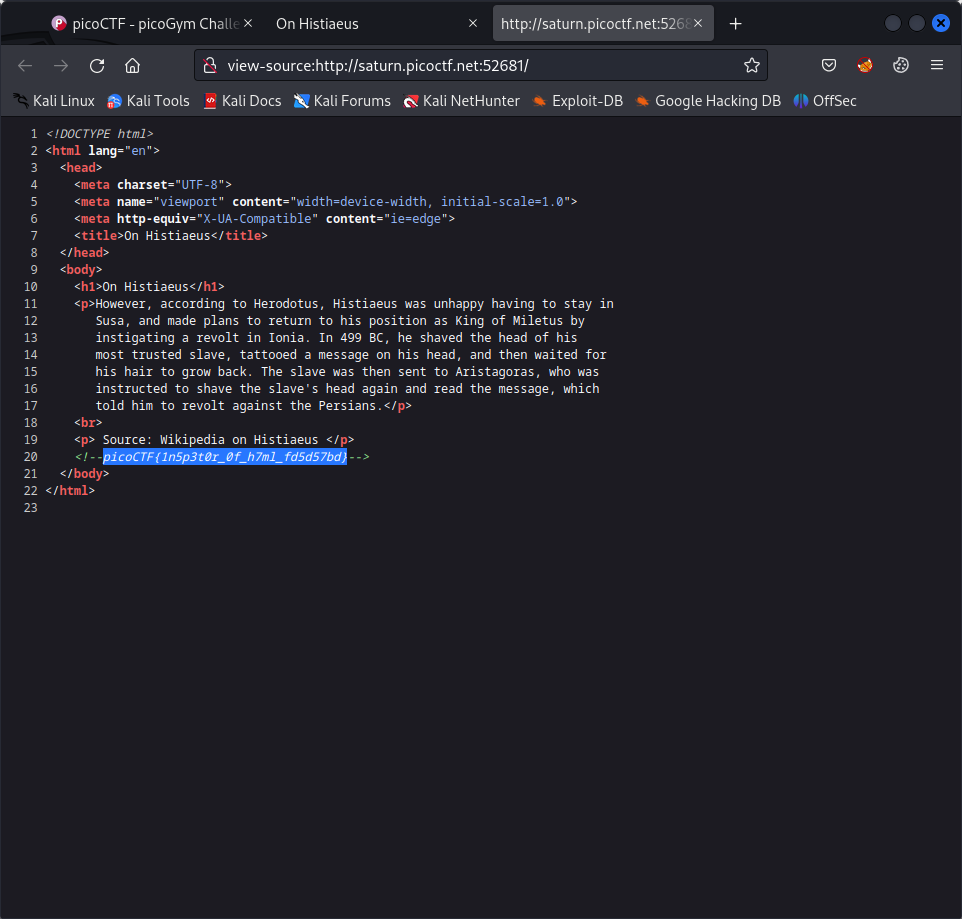 picoCTF - picoGym Challe
On Histiaeus
http://saturn.picoctf.net:5268
view-source:http://saturn.picoctf.net:52681/
Kali Linux Kali Tools Kali Docs Kali Forums Kali NetHunter Exploit-DB Google Hacking DB OffSec
1 <!DOCTYPE html>
2 <html lang="en">
3 <head>
4 <meta charset="UTF-8">
5 <meta name="viewport" content="width=device-width, initial-scale=1.0">
6 <meta http-equiv="X-UA-Compatible" content="ie=edge">
7 <title>On Histiaeus</title>
8 </head>
9 <body>
10 <h1>On Histiaeus</h1>
11 <p>However, according to Herodotus, Histiaeus was unhappy having to stay in
12 Susa, and made plans to return to his position as King of Miletus by
13 instigating a revolt in Ionia. In 499 BC, he shaved the head of his
14 most trusted slave, tattooed a message on his head, and then waited for
15 his hair to grow back. The slave was then sent to Aristagoras, who was
16 instructed to shave the slave's head again and read the message, which
17 told him to revolt against the Persians.</p>
18 <br>
19 <p> Source: Wikipedia on Histiaeus </p>
20 <!--picoCTF{1n5p3t0r_0f_h7ml_fd5d57bd}-->
21 </body>
22 </html>
23